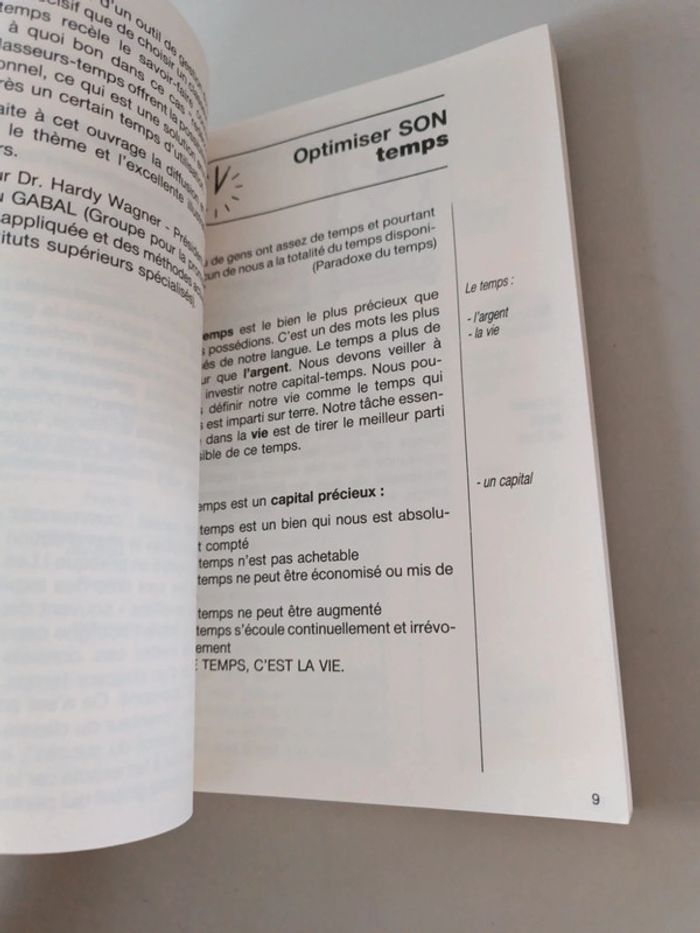 d'un outil de gestion
que de choisir un
temps recèle le savoir-faire
à quoi bon dans ce cas
lasseurs-temps offrent la
onnel, ce qui est une solution
rès un certain temps d'utilisation
aite à cet ouvrage la diffusion
le thème et l'excellente
rs.
ur Dr. Hardy Wagner -
u GABAL (Groupe pour la
appliquée et des méthodes
tituts supérieurs spécialisés).
Optimiser SON
temps
u de gens ont assez de temps et pourtant
un de nous a la totalité du temps disponi-
(Paradoxe du temps)
emps est le bien le plus précieux que
possédions. C'est un des mots les plus
és de notre langue. Le temps a plus de
ur que l'argent. Nous devons veiller à
investir notre capital-temps. Nous pou-
définir notre vie comme le temps qui
s est imparti sur terre. Notre tâche essen-
dans la vie est de tirer le meilleur parti
sible de ce temps.
emps est un capital précieux :
temps est un bien qui nous est absolu-
t compté
temps n'est pas achetable
temps ne peut être économisé ou mis de
temps ne peut être augmenté
temps s'écoule continuellement et irrévo-
ement
E TEMPS, C'EST LA VIE.
Le temps :
- l'argent
- la vie
- un capital
9